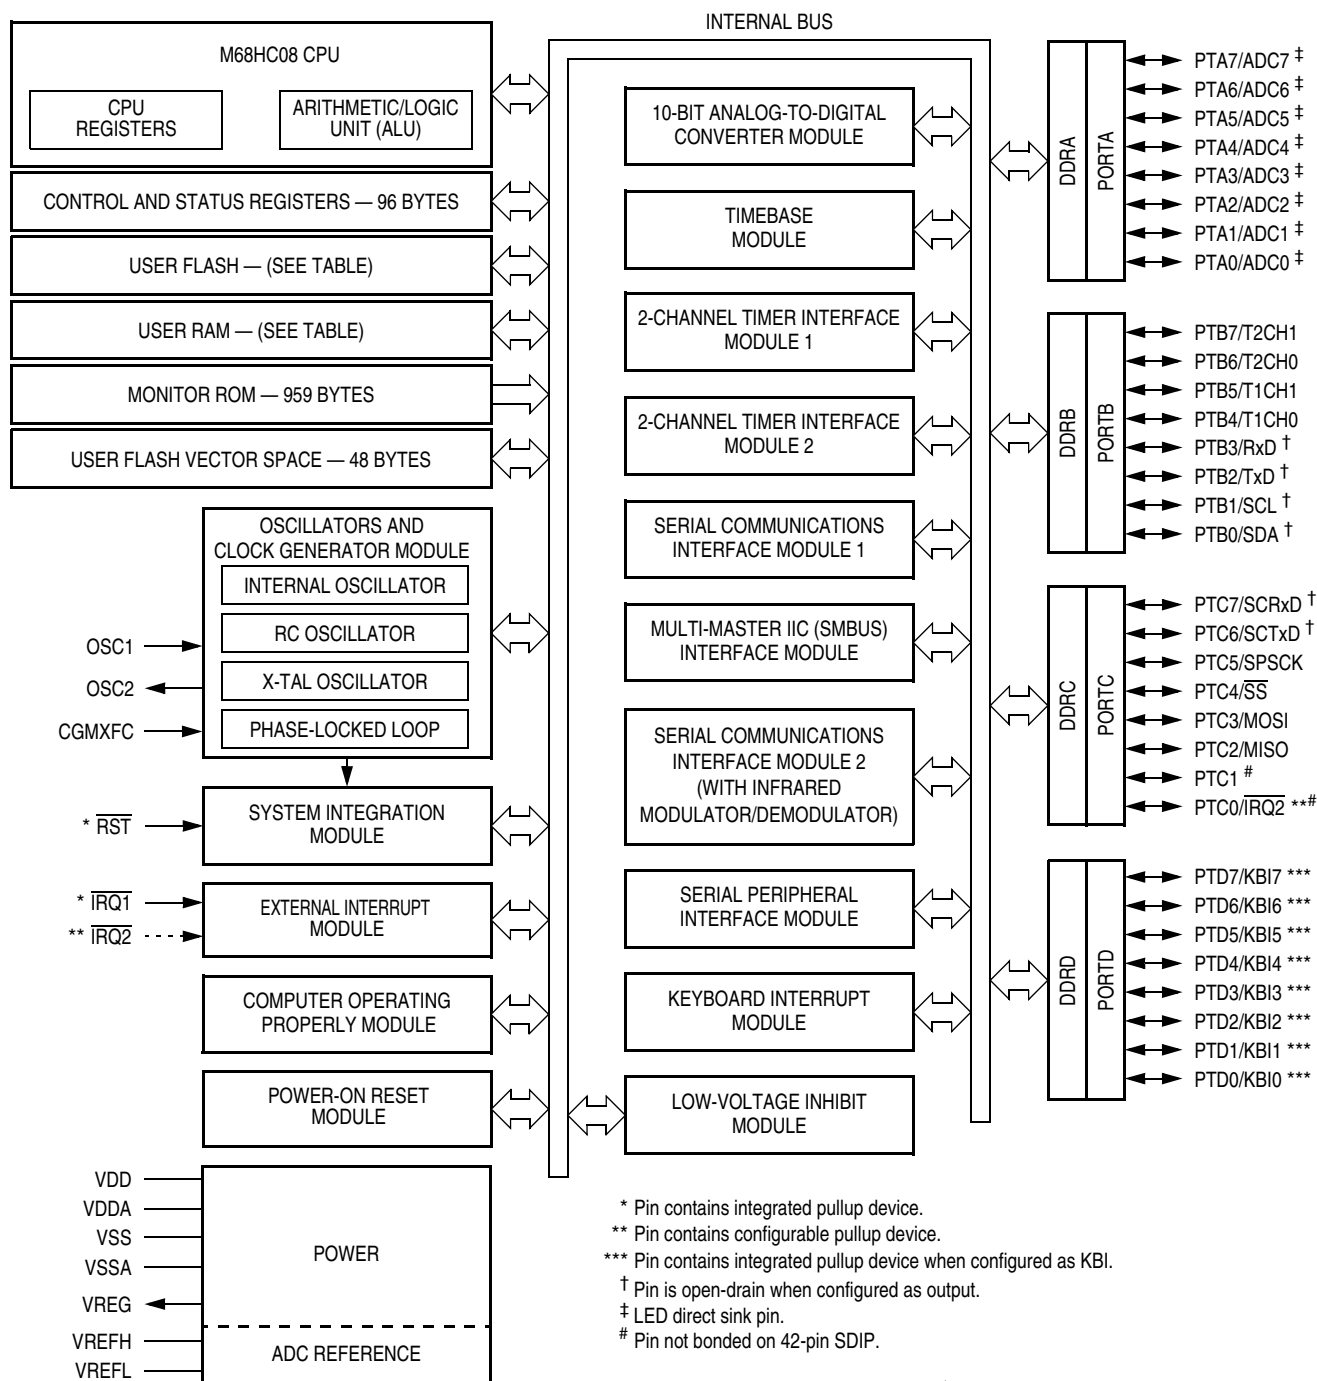 INTERNAL BUS
M68HC08 CPU
CPU
REGISTERS
ARITHMETIC/LOGIC
UNIT (ALU)
CONTROL AND STATUS REGISTERS — 96 BYTES
USER FLASH — (SEE TABLE)
USER RAM — (SEE TABLE)
MONITOR ROM — 959 BYTES
USER FLASH VECTOR SPACE — 48 BYTES
OSCILLATORS AND
CLOCK GENERATOR MODULE
INTERNAL OSCILLATOR
RC OSCILLATOR
X-TAL OSCILLATOR
PHASE-LOCKED LOOP
OSC1
OSC2
CGMXFC
SYSTEM INTEGRATION
MODULE
* RST
EXTERNAL INTERRUPT
MODULE
* IRQ1
** IRQ2
COMPUTER OPERATING
PROPERLY MODULE
POWER-ON RESET
MODULE
VDD
VDDA
VSS
VSSA
VREG
VREFH
VREFL
POWER
ADC REFERENCE
10-BIT ANALOG-TO-DIGITAL
CONVERTER MODULE
TIMEBASE
MODULE
2-CHANNEL TIMER INTERFACE
MODULE 1
2-CHANNEL TIMER INTERFACE
MODULE 2
SERIAL COMMUNICATIONS
INTERFACE MODULE 1
MULTI-MASTER IIC (SMBUS)
INTERFACE MODULE
SERIAL COMMUNICATIONS
INTERFACE MODULE 2
(WITH INFRARED
MODULATOR/DEMODULATOR)
SERIAL PERIPHERAL
INTERFACE MODULE
KEYBOARD INTERRUPT
MODULE
LOW-VOLTAGE INHIBIT
MODULE
DDRA
PORTA
PTA7/ADC7 ‡
PTA6/ADC6 ‡
PTA5/ADC5 ‡
PTA4/ADC4 ‡
PTA3/ADC3 ‡
PTA2/ADC2 ‡
PTA1/ADC1 ‡
PTA0/ADC0 ‡
DDRB
PORTB
PTB7/T2CH1
PTB6/T2CH0
PTB5/T1CH1
PTB4/T1CH0
PTB3/RxD †
PTB2/TxD †
PTB1/SCL †
PTB0/SDA †
DDRC
PORTC
PTC7/SCRxD †
PTC6/SCTxD †
PTC5/SPSCK
PTC4/SS
PTC3/MOSI
PTC2/MISO
PTC1 #
PTC0/IRQ2 **#
DDRD
PORTD
PTD7/KBI7 ***
PTD6/KBI6 ***
PTD5/KBI5 ***
PTD4/KBI4 ***
PTD3/KBI3 ***
PTD2/KBI2 ***
PTD1/KBI1 ***
PTD0/KBI0 ***
* Pin contains integrated pullup device.
** Pin contains configurable pullup device.
*** Pin contains integrated pullup device when configured as KBI.
† Pin is open-drain when configured as output.
‡ LED direct sink pin.
# Pin not bonded on 42-pin SDIP.